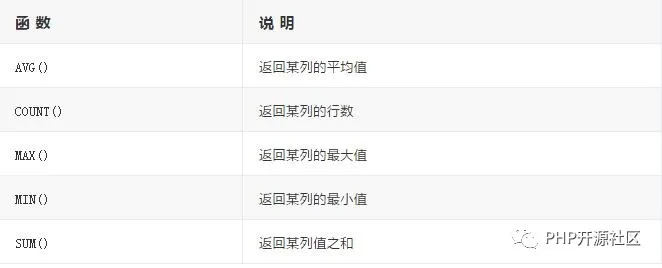 函 数 说 明
AVG() 返回某列的平均值
COUNT() 返回某列的行数
MAX() 返回某列的最大值
MIN() 返回某列的最小值
SUM() 返回某列值之和
PHP开源社区